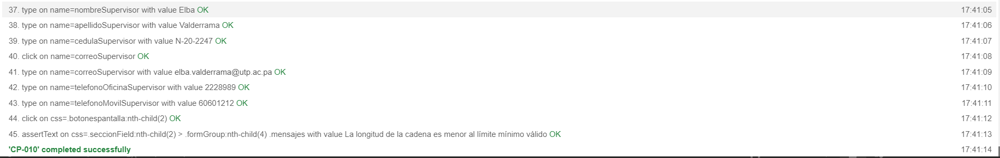 37. type on name=nombreSupervisor with value Elba OK 17:41:05
38. type on name=apellidoSupervisor with value Valderrama OK 17:41:06
39. type on name=cedulaSupervisor with value N-20-2247 OK 17:41:07
40. click on name=correoSupervisor OK 17:41:08
41. type on name=correoSupervisor with value elba.valderrama@utp.ac.pa OK 17:41:09
42. type on name=telefonoOficinaSupervisor with value 2228989 OK 17:41:10
43. type on name=telefonoMovilSupervisor with value 60601212 OK 17:41:11
44. click on css=.botonespantalla:nth-child(2) OK 17:41:12
45. assertText on css=.seccionField:nth-child(2) > .formGroup:nth-child(4) .mensajes with value La longitud de la cadena es menor al límite mínimo válido OK 17:41:13
'CP-010' completed successfully 17:41:14